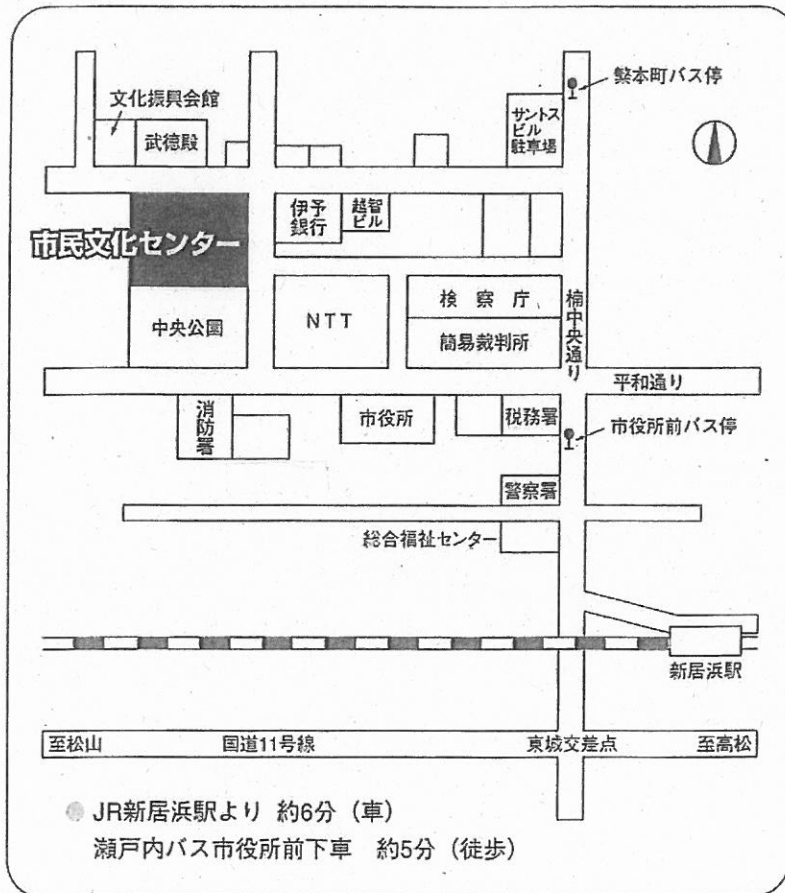 繁本町バス停
文化振興会館
武徳殿
サントス
ビル
駐車場
伊予
銀行
越智
ビル
市民文化センター
検察庁
NTT
中央公園
簡易裁判所
楠中央通り
平和通り
消防署
市役所
税務署
市役所前バス停
警察署
総合福祉センター
新居浜駅
至松山
国道11号線
東城交差点
至高松
JR新居浜駅より 約6分（車）
瀬戸内バス市役所前下車 約5分（徒歩）